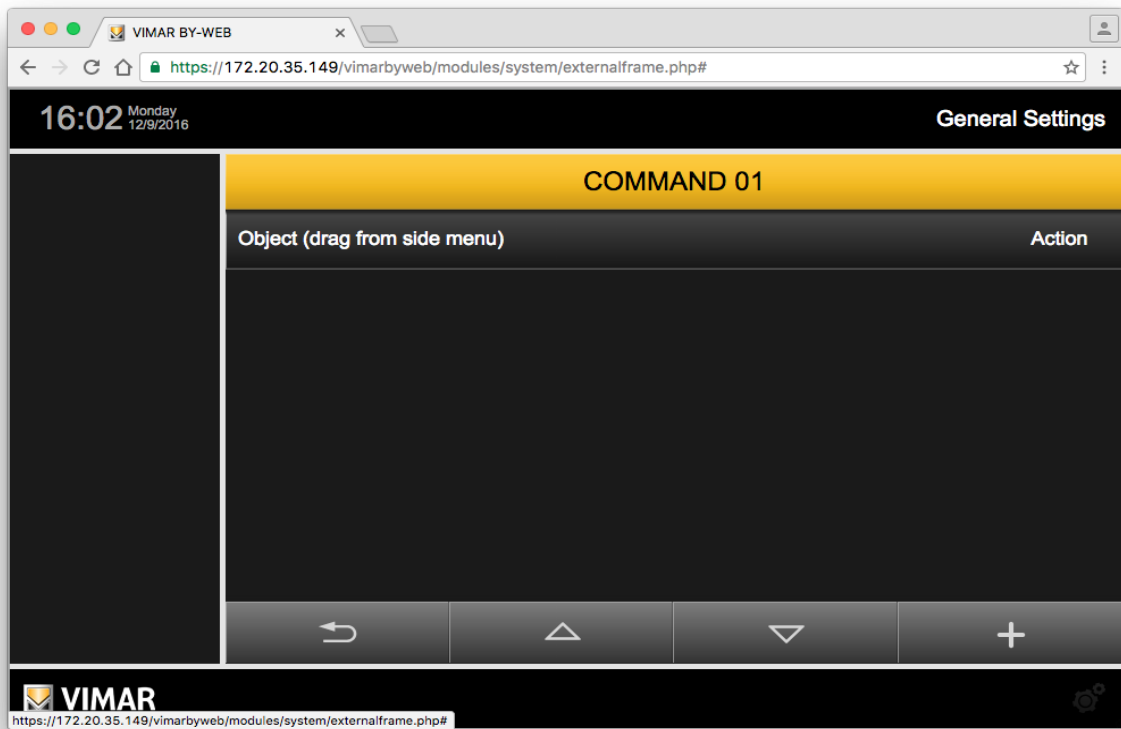 VIMAR BY-WEB
https://172.20.35.149/vimarbyweb/modules/system/externalframe.php#
16:02 Monday
12/9/2016
General Settings
COMMAND 01
Object (drag from side menu) Action
VIMAR
https://172.20.35.149/vimarbyweb/modules/system/externalframe.php#